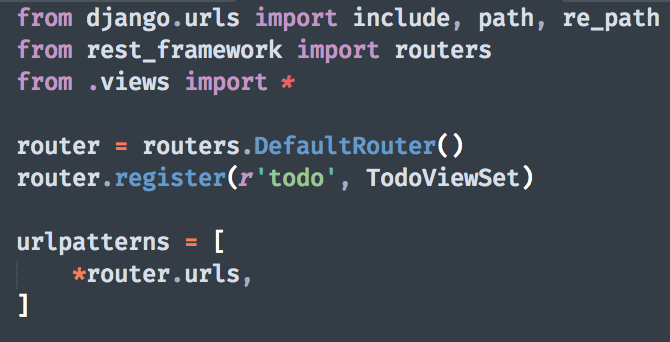 from django.urls import include, path, re_path
from rest_framework import routers
from .views import *
router = routers.DefaultRouter()
router.register(r'todo', TodoViewSet)
urlpatterns = [
    *router.urls,
]